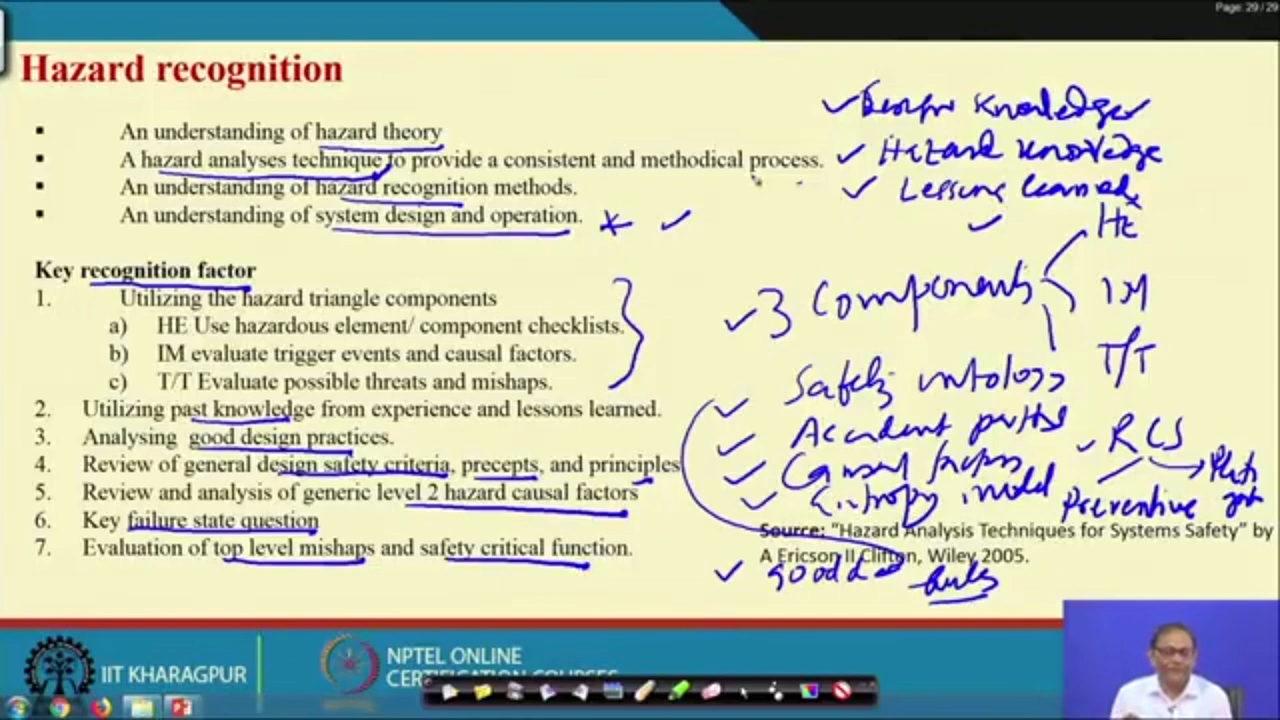 Page: 29 / 29
Hazard recognition
▪ An understanding of hazard theory
▪ A hazard analyses technique to provide a consistent and methodical process.
▪ An understanding of hazard recognition methods.
▪ An understanding of system design and operation.
Key recognition factor
1. Utilizing the hazard triangle components
a) HE Use hazardous element/ component checklists.
b) IM evaluate trigger events and causal factors.
c) T/T Evaluate possible threats and mishaps.
2. Utilizing past knowledge from experience and lessons learned.
3. Analysing good design practices.
4. Review of general design safety criteria, precepts, and principles
5. Review and analysis of generic level 2 hazard causal factors
6. Key failure state question
7. Evaluation of top level mishaps and safety critical function.
Knowledge
Hazard Knowledge
Lessons learned
3 Components
HE
IM
T/T
Safety
Accident
Causal factors
Entropy model
RCS
Preventive
good
Source: “Hazard Analysis Techniques for Systems Safety” by
A Ericson II Clifton, Wiley 2005.
IIT KHARAGPUR
NPTEL ONLINE
CERTIFICATION COURSES